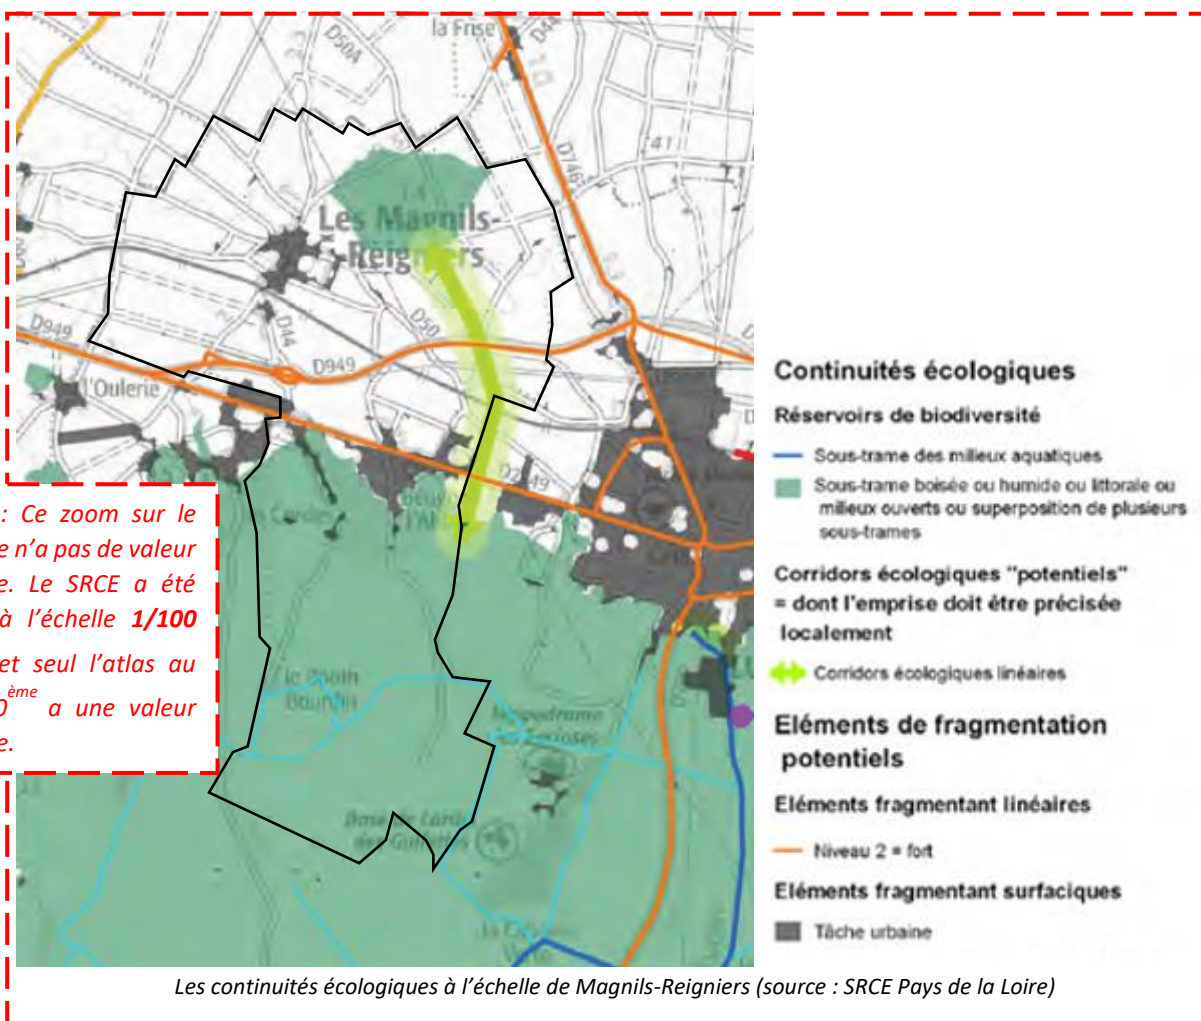 la Frise
D50A
D746
41
Les Magnils-
-Reigniers
D50
D949
D44
D949
l'Oulerie
D2149
: Ce zoom sur le
e n'a pas de valeur
e. Le SRCE a été
à l'échelle 1/100
et seul l'atlas au
0ème a une valeur
e.
Continuités écologiques
Réservoirs de biodiversité
Sous-trame des milieux aquatiques
Sous-trame boisée ou humide ou littorale ou
milieux ouverts ou superposition de plusieurs
sous-trames
Corridors écologiques "potentiels"
= dont l'emprise doit être précisée
localement
Corridors écologiques linéaires
Eléments de fragmentation
potentiels
Eléments fragmentant linéaires
Niveau 2 = fort
Eléments fragmentant surfaciques
Tâche urbaine
Les continuités écologiques à l'échelle de Magnils-Reigniers (source : SRCE Pays de la Loire)